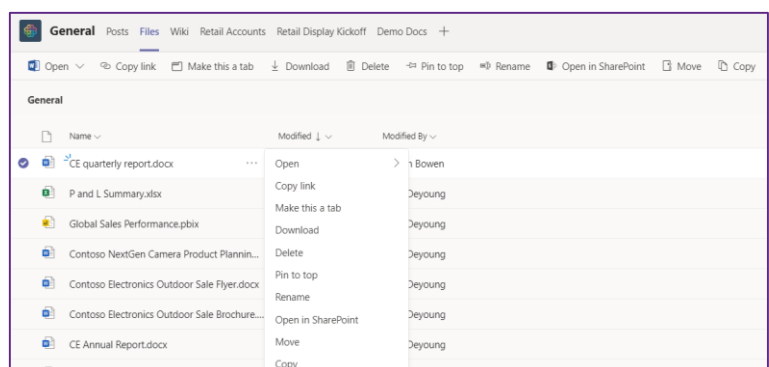 General Posts Files Wiki Retail Accounts Retail Display Kickoff Demo Docs +
Open Copy link Make this a tab Download Delete Pin to top Rename Open in SharePoint Move Copy
General
Name Modified ↓ Modified By
CE quarterly report.docx ... Open > n Bowen
Copy link
P and L Summary.xlsx Deyoung
Make this a tab
Global Sales Performance.pbix Download Deyoung
Contoso NextGen Camera Product Plannin... Delete Deyoung
Pin to top
Contoso Electronics Outdoor Sale Flyer.docx Deyoung
Rename
Contoso Electronics Outdoor Sale Brochure.... Open in SharePoint Deyoung
CE Annual Report.docx Move Deyoung
Copy